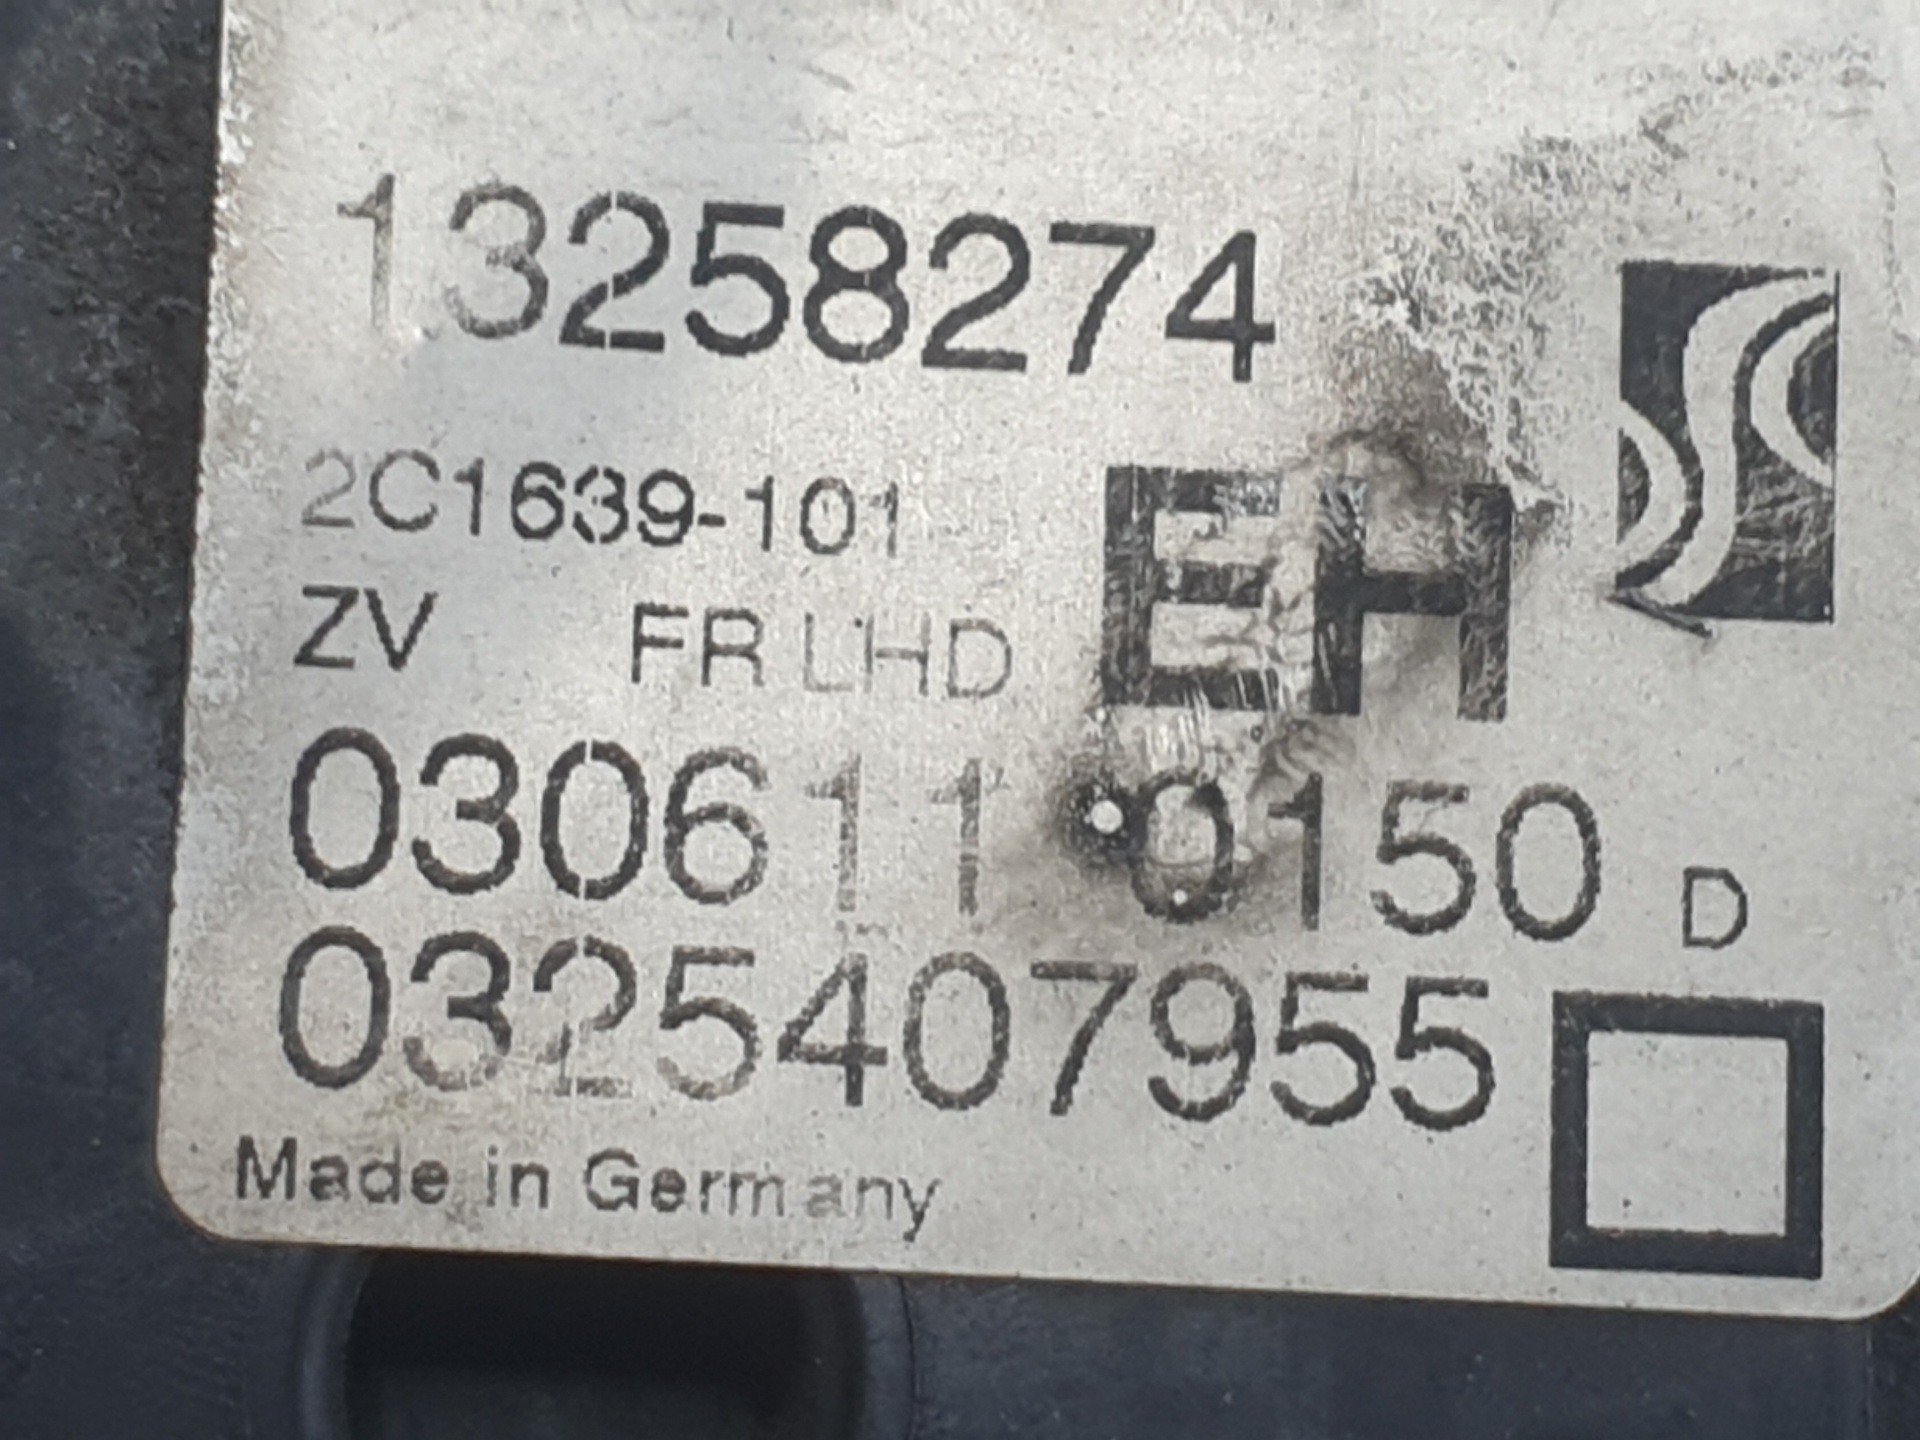 13258274
2C1639-101
EH
ZV FR LHD
030611 0150 D
0325407955
Made in Germany